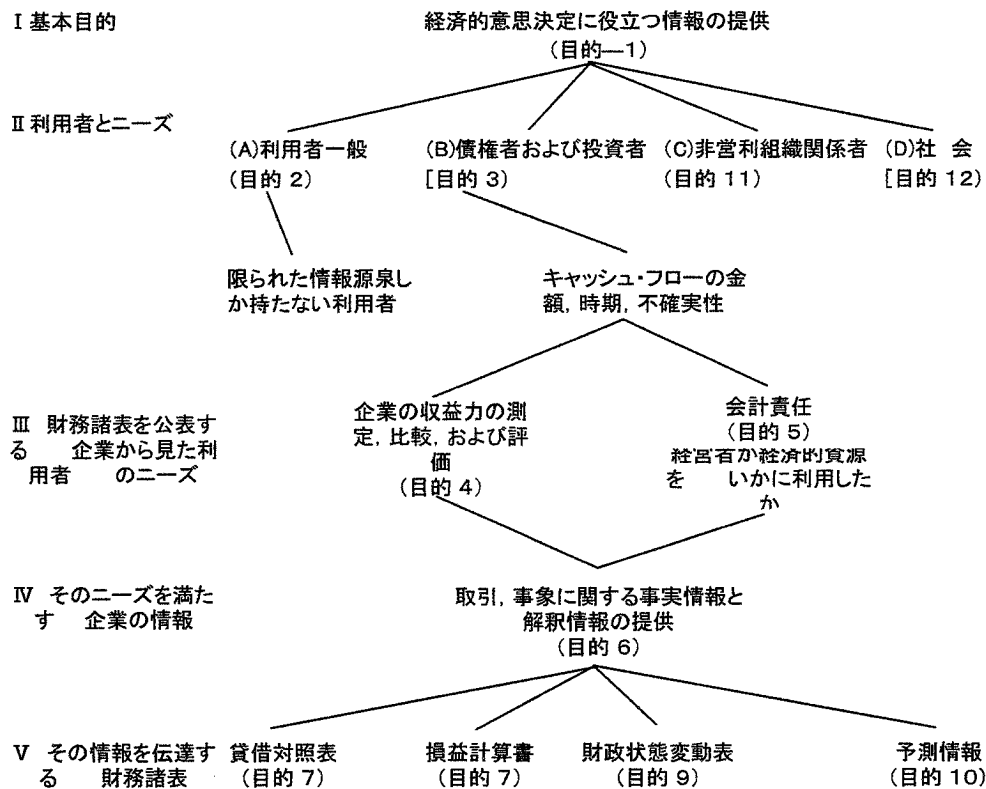 Ⅰ 基本目的
経済的意思決定に役立つ情報の提供
(目的―1)
Ⅱ 利用者とニーズ
(A)利用者一般
(目的 2)
(B)債権者および投資者
[目的 3)
(C)非営利組織関係者
(目的 11)
(D)社 会
[目的 12)
限られた情報源泉し
か持たない利用者
キャッシュ・フローの金
額, 時期, 不確実性
Ⅲ 財務諸表を公表す
る 企業から見た利
用者 のニーズ
企業の収益力の測
定, 比較, および評
価
(目的 4)
会計責任
(目的 5)
経営者が経済的資源
を いかに利用した
か
Ⅳ そのニーズを満た
す 企業の情報
取引, 事象に関する事実情報と
解釈情報の提供
(目的 6)
Ⅴ その情報を伝達す
る 財務諸表
貸借対照表
(目的 7)
損益計算書
(目的 7)
財政状態変動表
(目的 9)
予測情報
(目的 10)